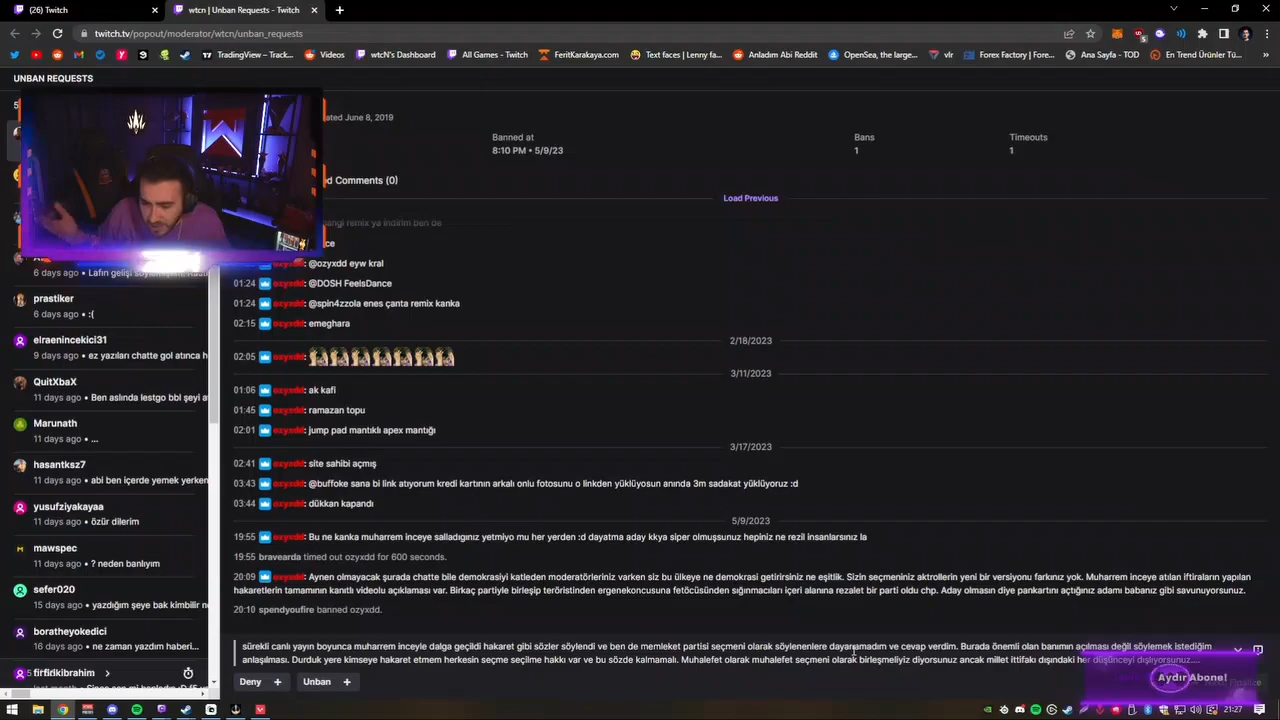 (26) Twitch
wtcn | Unban Requests - Twitch
twitch.tv/popout/moderator/wtcn/unban_requests
TradingView – Track...
Videos
wtcN's Dashboard
All Games - Twitch
FeritKarakaya.com
Text faces | Lenny fa...
Anladım Abi Reddit
OpenSea, the large...
vlr
Forex Factory | Fore...
Ana Sayfa - TOD
En Trend Ürünler Tü...
UNBAN REQUESTS
ated June 8, 2019
Banned at
8:10 PM • 5/9/23
Bans
1
Timeouts
1
d Comments (0)
Load Previous
angi remix ya indirim ben de
ce
ozyxdd: @ozyxdd eyw kral
01:24 ozyxdd: @DOSH FeelsDance
01:24 ozyxdd: @spin4zzola enes çanta remix kanka
02:15 ozyxdd: emeghara
2/18/2023
02:05 ozyxdd:
3/11/2023
01:06 ozyxdd: ak kafi
01:45 ozyxdd: ramazan topu
02:01 ozyxdd: jump pad mantıklı apex mantığı
3/17/2023
02:41 ozyxdd: site sahibi açmış
03:43 ozyxdd: @buffoke sana bi link atıyorum kredi kartının arkalı onlu fotosunu o linkden yüklüyosun anında 3m sadakat yüklüyoruz :d
03:44 ozyxdd: dükkan kapandı
5/9/2023
19:55 ozyxdd: Bu ne kanka muharrem inceye salladıgınız yetmiyo mu her yerden :d dayatma aday kkya siper olmuşsunuz hepiniz ne rezil insanlarsınız la
19:55 bravearda timed out ozyxdd for 600 seconds.
20:09 ozyxdd: Aynen olmayacak şurada chatte bile demokrasiyi katleden moderatörleriniz varken siz bu ülkeye ne demokrasi getirirsiniz ne eşitlik. Sizin seçmeniniz aktrollerin yeni bir versiyonu farkınız yok. Muharrem inceye atılan iftiraların yapılan
hakaretlerin tamamının kanıtlı videolu açıklaması var. Birkaç partiyle birleşip teröristinden ergenekoncusuna fetöcüsünden sığınmacıları içeri alanına rezalet bir parti oldu chp. Aday olmasın diye pankartını açtığınız adamı babanız gibi savunuyorsunuz.
20:10 spendyoufire banned ozyxdd.
sürekli canlı yayın boyunca muharrem inceyle dalga geçildi hakaret gibi sözler söylendi ve ben de memleket partisi seçmeni olarak söylenenlere dayanamadım ve cevap verdim. Burada önemli olan banımın açılması değil söylemek istediğim
anlaşılması. Durduk yere kimseye hakaret etmem herkesin seçme seçilme hakkı var ve bu sözde kalmamalı. Muhalefet olarak muhalefet seçmeni olarak birleşmeliyiz diyorsunuz ancak millet ittifakı dışındaki her düşünceyi dışlıyorsunuz....
Deny
Unban
6 days ago •
prastiker
6 days ago • :(
elraenincekici31
9 days ago • ez yazıları chatte gol atınca h
QuitXbaX
11 days ago • Ben aslında lestgo bbl şeyi at
Marunath
11 days ago • ...
hasantksz7
11 days ago • abi ben içerde yemek yerken
yusufziyakayaa
11 days ago • özür dilerim
mawspec
11 days ago • ? neden banlıyım
sefer020
15 days ago • yazdığım şeye bak kimbilir ne
boratheyokedici
16 days ago • ne yazdım haberi...
firfikibrahim
Aydır Abone!
21:27